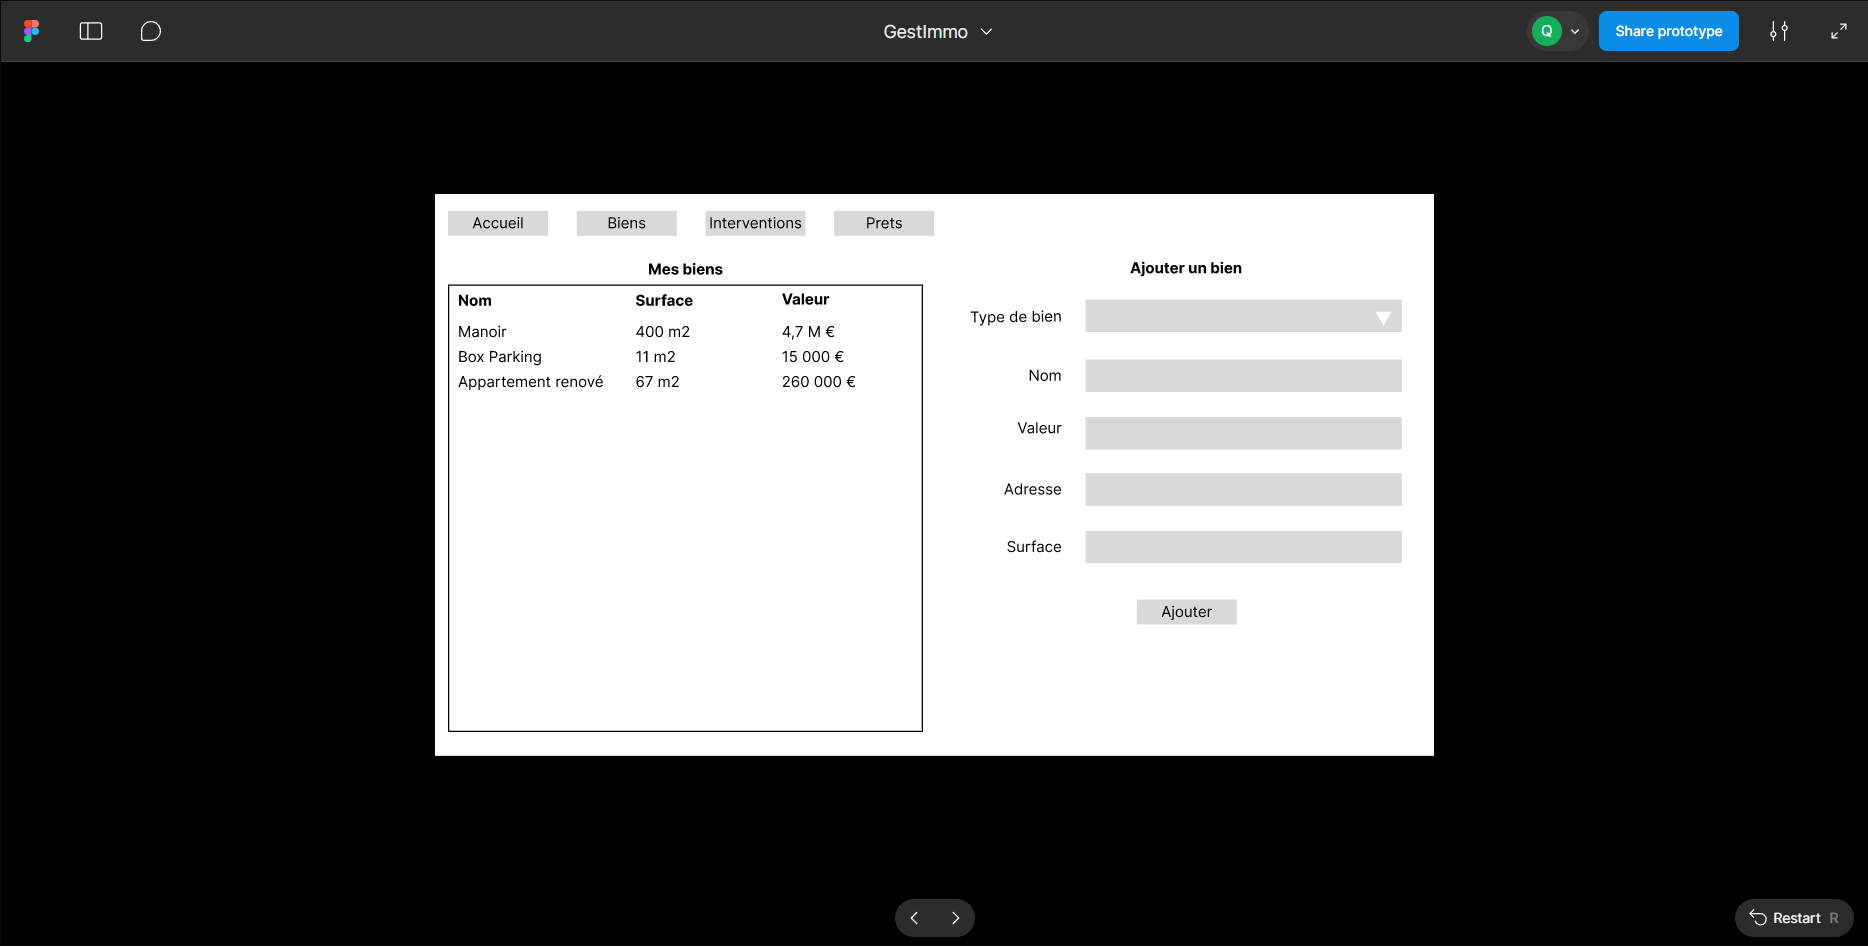 GestImmo
Q
Share prototype
Accueil
Biens
Interventions
Prets
Mes biens
Nom Surface Valeur
Manoir 400 m2 4,7 M €
Box Parking 11 m2 15 000 €
Appartement renové 67 m2 260 000 €
Ajouter un bien
Type de bien
Nom
Valeur
Adresse
Surface
Ajouter
Restart R